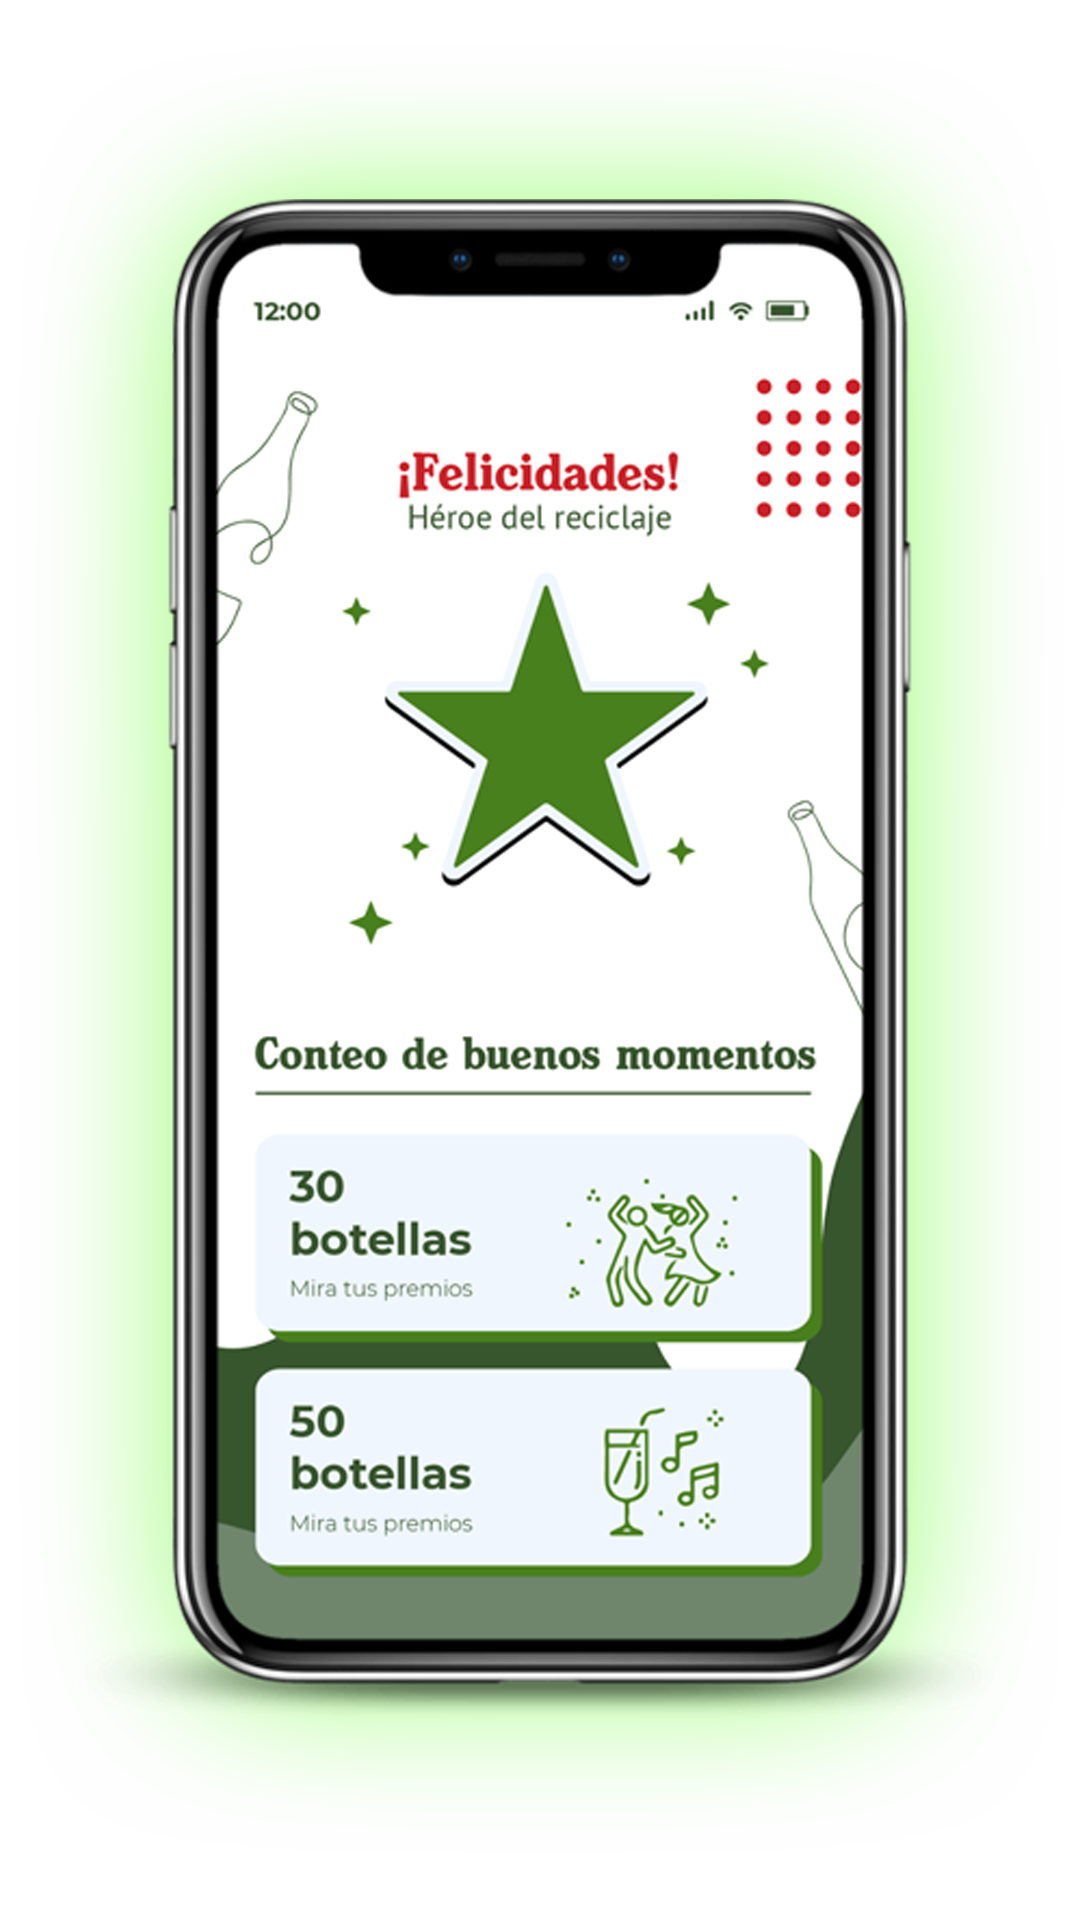 12:00
¡Felicidades!
Héroe del reciclaje
Conteo de buenos momentos
30
botellas
Mira tus premios
50
botellas
Mira tus premios